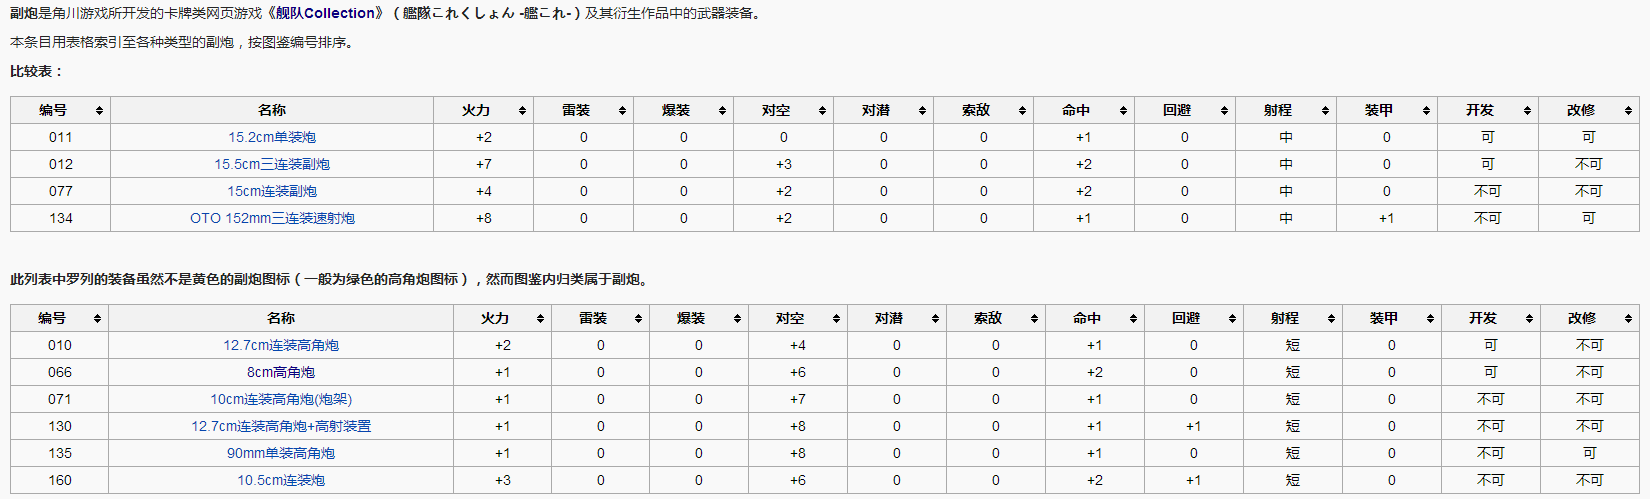 副炮是角川游戏所开发的卡牌类网页游戏《舰队Collection》（艦隊これくしょん -艦これ-）及其衍生作品中的武器装备。
本条目用表格索引至各种类型的副炮，按图鉴编号排序。
比较表：
编号 名称 火力 雷装 爆装 对空 对潜 索敌 命中 回避 射程 装甲 开发 改修
011 15.2cm单装炮 +2 0 0 0 0 0 +1 0 中 0 可 可
012 15.5cm三连装副炮 +7 0 0 +3 0 0 +2 0 中 0 可 不可
077 15cm连装副炮 +4 0 0 +2 0 0 +2 0 中 0 不可 不可
134 OTO 152mm三连装速射炮 +8 0 0 +2 0 0 +1 0 中 +1 不可 可
此列表中罗列的装备虽然不是黄色的副炮图标（一般为绿色的高角炮图标），然而图鉴内归类属于副炮。
编号 名称 火力 雷装 爆装 对空 对潜 索敌 命中 回避 射程 装甲 开发 改修
010 12.7cm连装高角炮 +2 0 0 +4 0 0 +1 0 短 0 可 不可
066 8cm高角炮 +1 0 0 +6 0 0 +2 0 短 0 可 不可
071 10cm连装高角炮(炮架) +1 0 0 +7 0 0 +1 0 短 0 不可 不可
130 12.7cm连装高角炮+高射装置 +1 0 0 +8 0 0 +1 +1 短 0 不可 不可
135 90mm单装高角炮 +1 0 0 +8 0 0 +1 0 短 0 不可 可
160 10.5cm连装炮 +3 0 0 +6 0 0 +2 +1 短 0 不可 不可